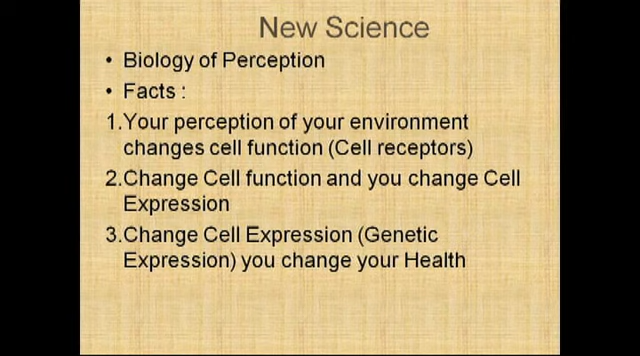 New Science
• Biology of Perception
• Facts :
1.Your perception of your environment
changes cell function (Cell receptors)
2.Change Cell function and you change Cell
Expression
3.Change Cell Expression (Genetic
Expression) you change your Health